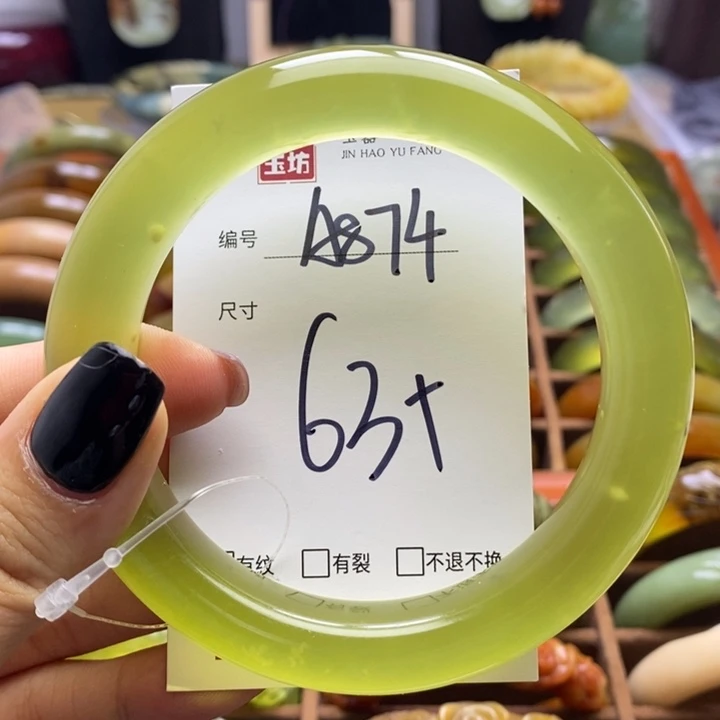 玉坊
JIN HAO YU FANG
编号 A874
尺寸
63+
有纹 □有裂 □不退不换